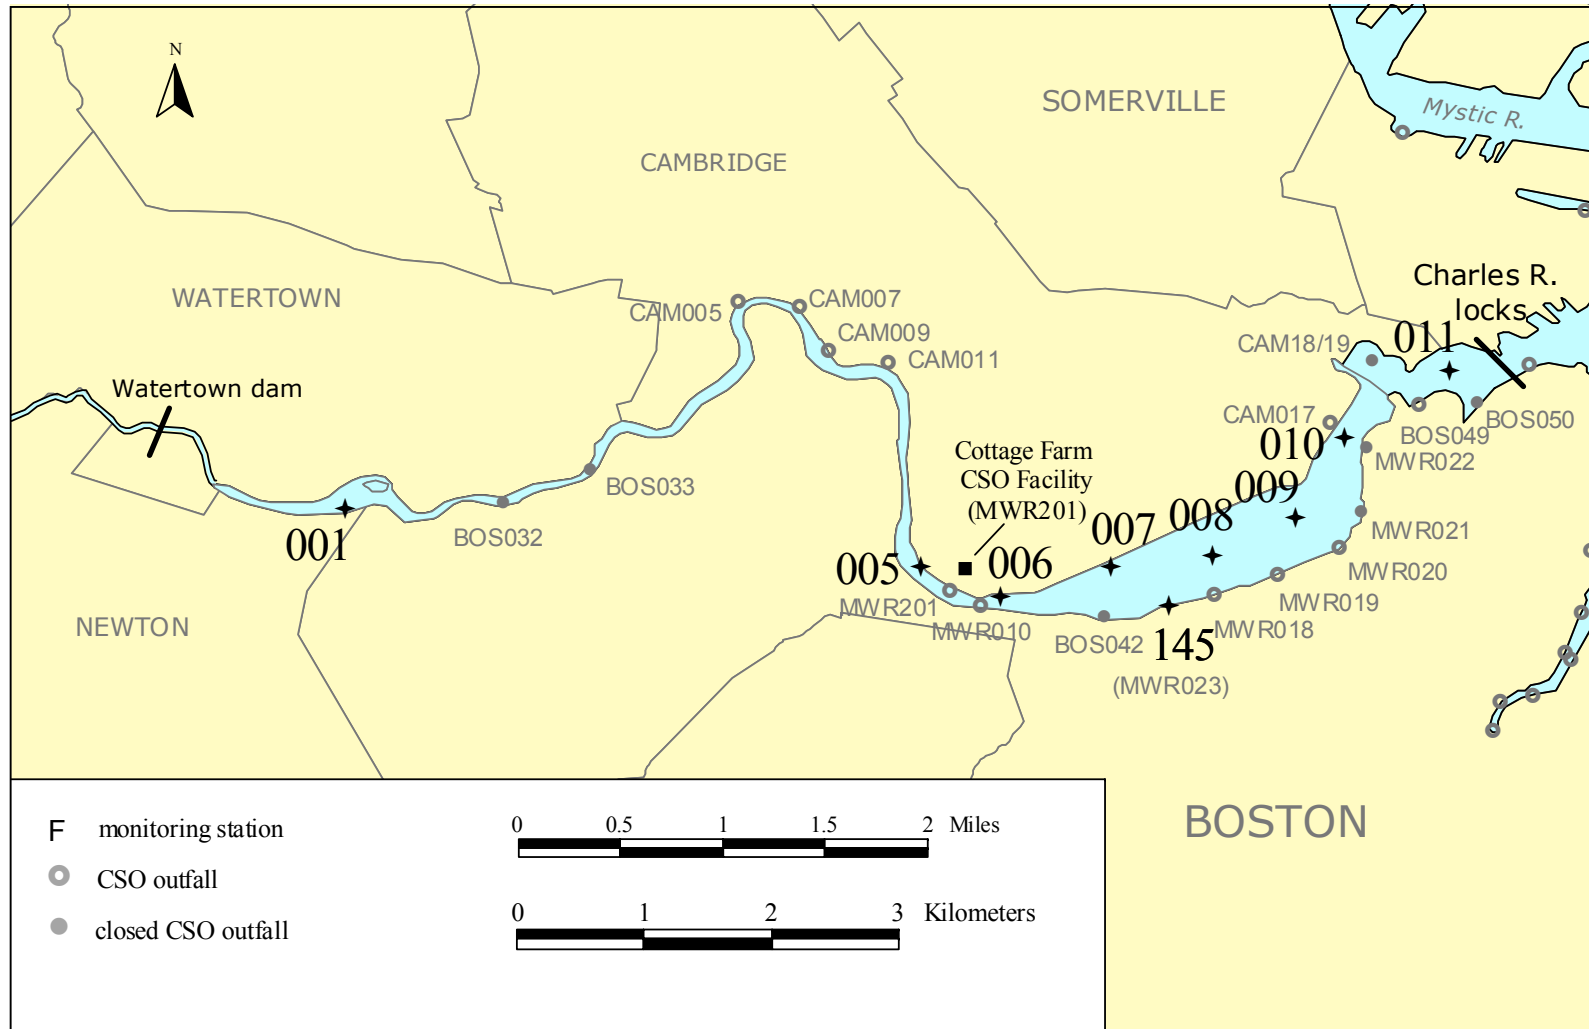 N
SOMERVILLE
Mystic R.
CAMBRIDGE
WATERTOWN
CAM005
CAM007
CAM009
CAM011
Charles R.
locks
011
CAM18/19
Watertown dam
CAM017
BOS049
BOS050
010
MWR022
Cottage Farm
CSO Facility
(MWR201)
009
008
007
MWR021
BOS033
BOS032
001
005
006
MWR020
MWR201
MWR019
MWR010
MWR018
BOS042
145
(MWR023)
NEWTON
BOSTON
F monitoring station
CSO outfall
closed CSO outfall
0 0.5 1 1.5 2 Miles
0 1 2 3 Kilometers